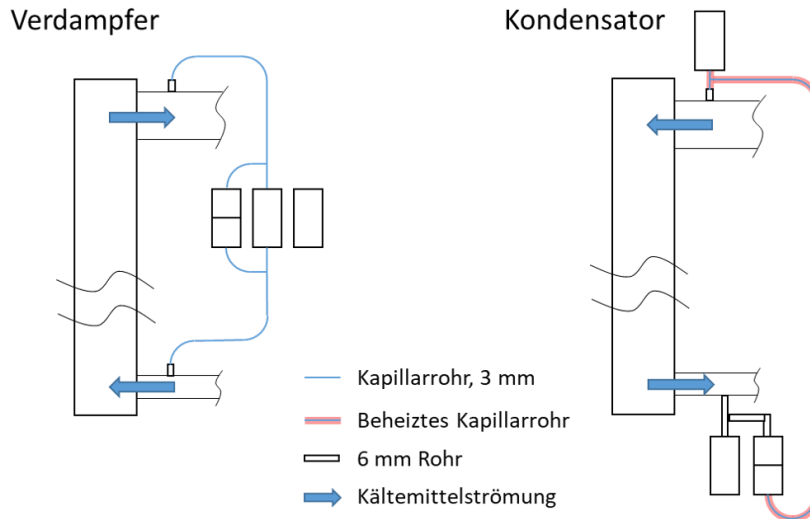 Verdampfer
Kondensator
Kapillarrohr, 3 mm
Beheiztes Kapillarrohr
6 mm Rohr
Kältemittelströmung